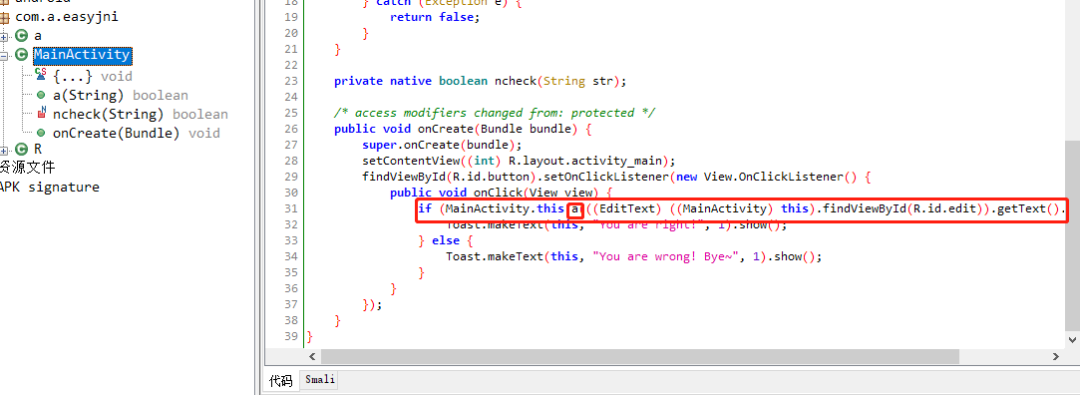 android
com.a.easyjni
a
MainActivity
{...} void
a(String) boolean
ncheck(String) boolean
onCreate(Bundle) void
R
资源文件
APK signature
18 } catch (Exception e) {
19 return false;
20 }
21 }
22
23 private native boolean ncheck(String str);
24
25 /* access modifiers changed from: protected */
26 public void onCreate(Bundle bundle) {
27 super.onCreate(bundle);
28 setContentView((int) R.layout.activity_main);
29 findViewById(R.id.button).setOnClickListener(new View.OnClickListener() {
30 public void onClick(View view) {
31 if (MainActivity.this.a(((EditText) ((MainActivity) this).findViewById(R.id.edit)).getText().
32 Toast.makeText(this, "You are right!", 1).show();
33 } else {
34 Toast.makeText(this, "You are wrong! Bye~", 1).show();
35 }
36 }
37 });
38 }
39 }
代码 Smali